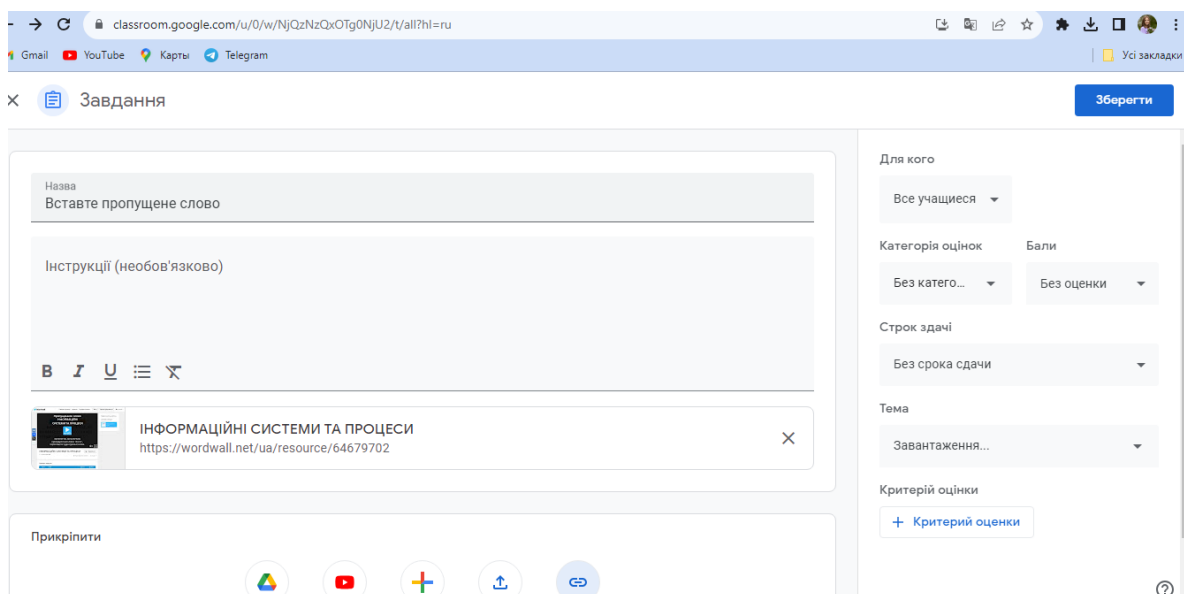 classroom.google.com/u/0/w/NjQzNzQxOTg0NjU2/t/all?hl=ru
Gmail YouTube Карты Telegram Усі закладки
Завдання
Зберегти
Назва
Вставте пропущене слово
Інструкції (необов'язково)
B I U
ІНФОРМАЦІЙНІ СИСТЕМИ ТА ПРОЦЕСИ
https://wordwall.net/ua/resource/64679702
Прикріпити
Для кого
Все учащиеся
Категорія оцінок Бали
Без катего... Без оценки
Строк здачі
Без срока сдачи
Тема
Завантаження...
Критерій оцінки
+ Критерий оценки